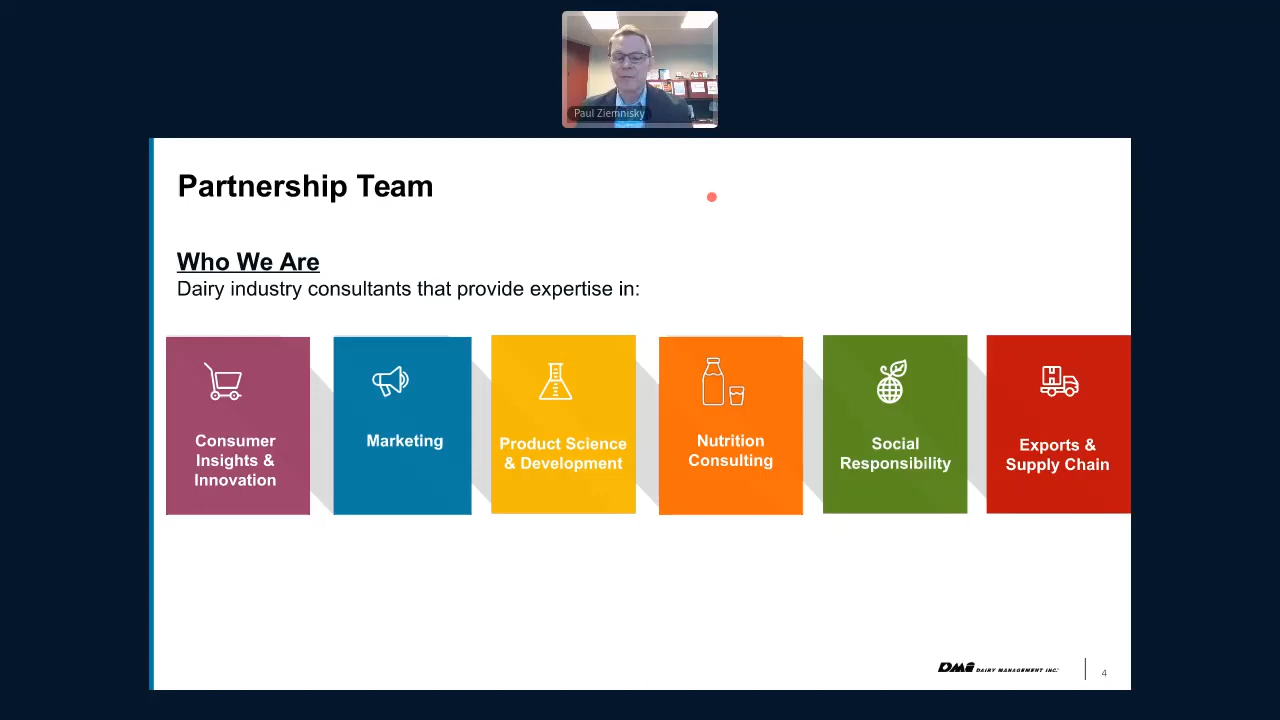 Paul Ziemnisky
Partnership Team
Who We Are
Dairy industry consultants that provide expertise in:
Consumer
Insights &
Innovation
Marketing
Product Science
& Development
Nutrition
Consulting
Social
Responsibility
Exports &
Supply Chain
DMI DAIRY MANAGEMENT INC.
4